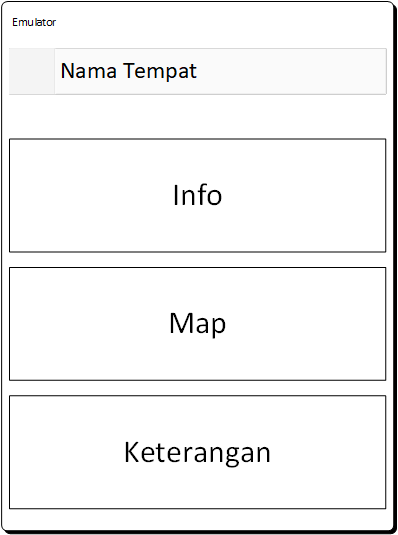 Emulator
Nama Tempat
Info
Map
Keterangan